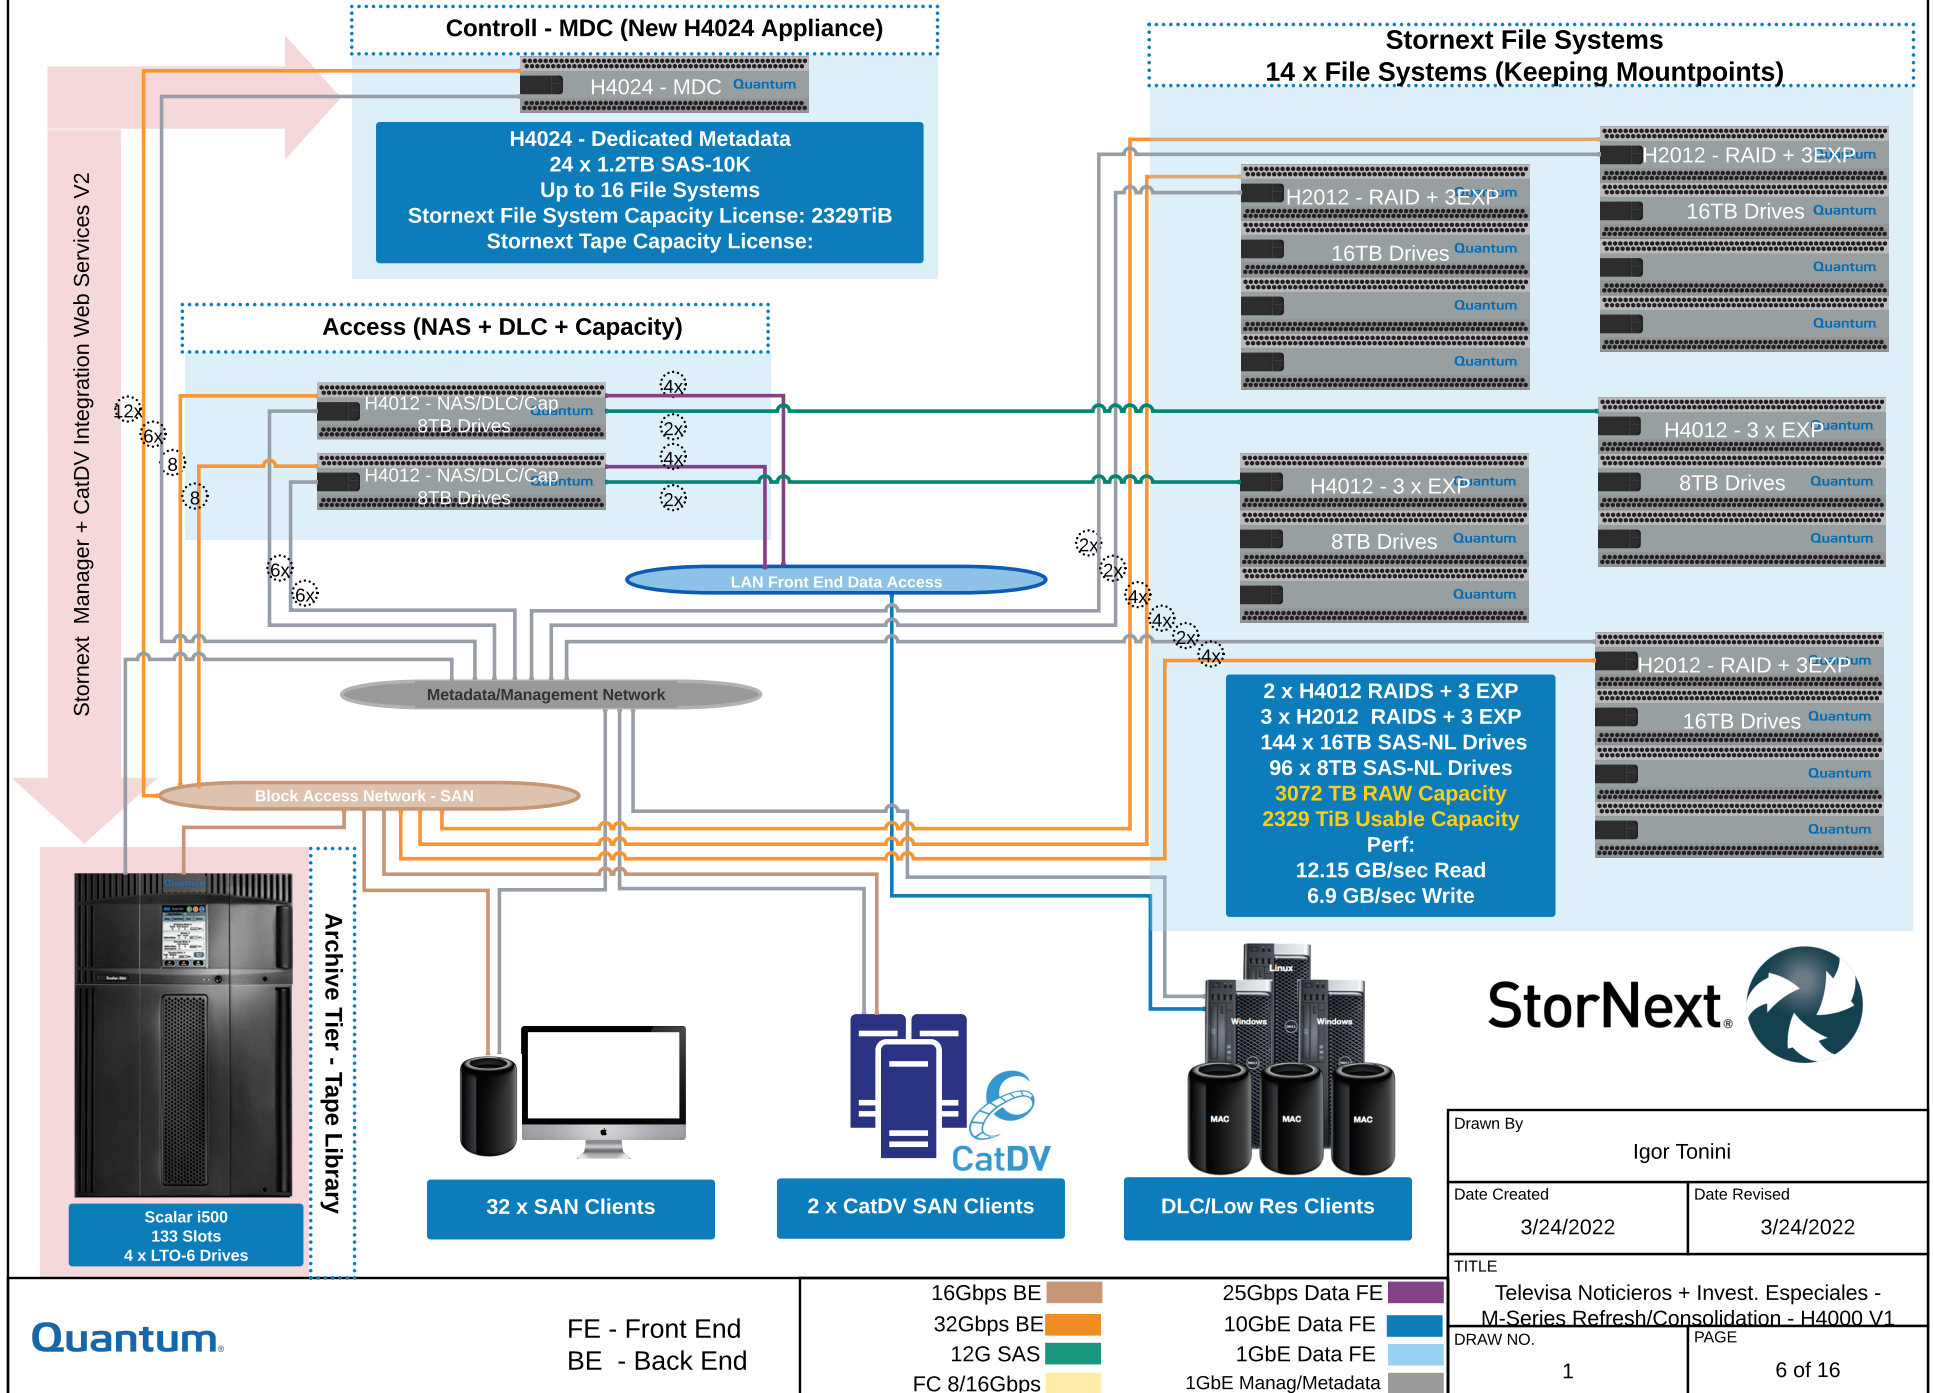 Controll - MDC (New H4024 Appliance)
H4024 - MDC
Quantum
H4024 - Dedicated Metadata
24 x 1.2TB SAS-10K
Up to 16 File Systems
Stornext File System Capacity License: 2329TiB
Stornext Tape Capacity License:
Stornext File Systems
14 x File Systems (Keeping Mountpoints)
H2012 - RAID + 3EXP
16TB Drives
Quantum
Quantum
Quantum
H2012 - RAID + 3EXP
16TB Drives
Quantum
Quantum
Quantum
Stornext Manager + CatDV Integration Web Services V2
Access (NAS + DLC + Capacity)
H4012 - NAS/DLC/Cap
Quantum
8TB Drives
H4012 - NAS/DLC/Cap
Quantum
8TB Drives
4x
2x
4x
2x
12x
6x
8
8
6x
6x
H4012 - 3 x EXP
Quantum
8TB Drives
Quantum
Quantum
H4012 - 3 x EXP
Quantum
8TB Drives
Quantum
Quantum
2x
2x
4x
4x
2x
4x
LAN Front End Data Access
Metadata/Management Network
Block Access Network - SAN
H2012 - RAID + 3EXP
16TB Drives
Quantum
Quantum
Quantum
2 x H4012 RAIDS + 3 EXP
3 x H2012 RAIDS + 3 EXP
144 x 16TB SAS-NL Drives
96 x 8TB SAS-NL Drives
3072 TB RAW Capacity
2329 TiB Usable Capacity
Perf:
12.15 GB/sec Read
6.9 GB/sec Write
Quantum
Archive Tier - Tape Library
Scalar i500
133 Slots
4 x LTO-6 Drives
32 x SAN Clients
CatDV
2 x CatDV SAN Clients
Linux
Windows
Windows
MAC
MAC
MAC
DLC/Low Res Clients
StorNext®
Drawn By
Igor Tonini
Date Created
3/24/2022
Date Revised
3/24/2022
TITLE
Televisa Noticieros + Invest. Especiales -
M-Series Refresh/Consolidation - H4000 V1
DRAW NO.
1
PAGE
6 of 16
Quantum®
FE - Front End
BE - Back End
16Gbps BE
32Gbps BE
12G SAS
FC 8/16Gbps
25Gbps Data FE
10GbE Data FE
1GbE Data FE
1GbE Manag/Metadata